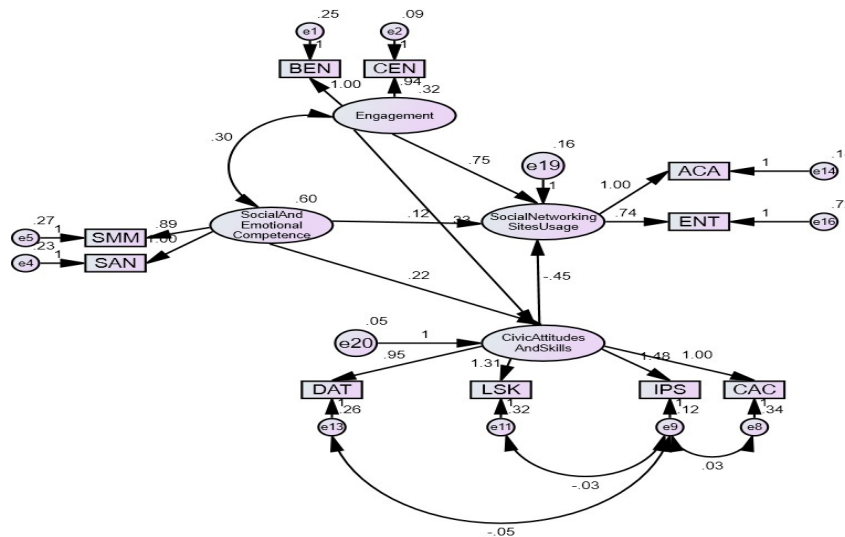 .25
.09
e1
e2
1
1
BEN
CEN
1.00
.94
.32
Engagement
.30
.16
.75
e19
ACA
1
.1
e14
1
1.00
.60
SocialAnd
Emotional
Competence
.12
.33
SocialNetworking
SitesUsage
.74
ENT
1
.7
e16
.27
e5
1
SMM
.89
.23
e4
1
SAN
1.00
.22
-.45
.05
e20
1
CivicAttitudes
AndSkills
.95
1.31
1.48
1.00
DAT
LSK
IPS
CAC
1
.26
1
.32
1
.12
1
.34
e13
e11
e9
e8
-.03
.03
-.05